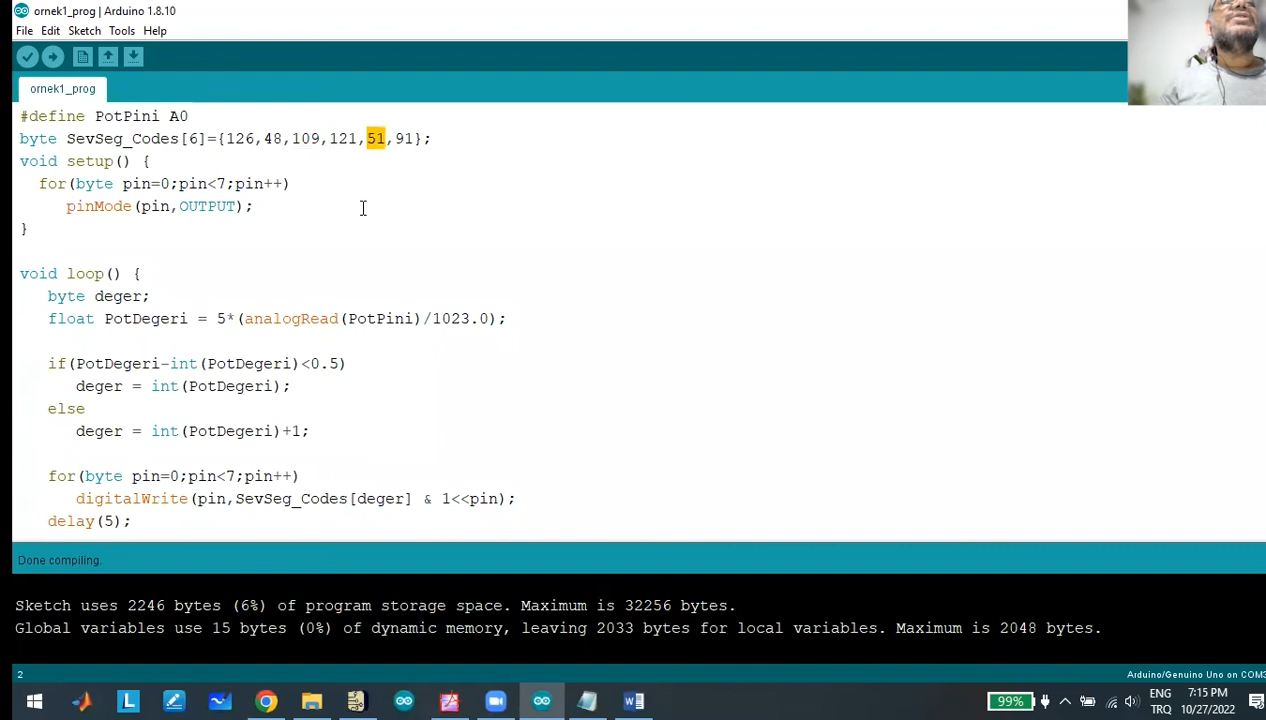 ornek1_prog | Arduino 1.8.10
File Edit Sketch Tools Help
ornek1_prog
#define PotPini A0
byte SevSeg_Codes[6]={126,48,109,121,51,91};
void setup() {
for(byte pin=0;pin<7;pin++)
pinMode(pin,OUTPUT);
}
void loop() {
byte deger;
float PotDegeri = 5*(analogRead(PotPini)/1023.0);
if(PotDegeri-int(PotDegeri)<0.5)
deger = int(PotDegeri);
else
deger = int(PotDegeri)+1;
for(byte pin=0;pin<7;pin++)
digitalWrite(pin,SevSeg_Codes[deger] & 1<<pin);
delay(5);
Done compiling.
Sketch uses 2246 bytes (6%) of program storage space. Maximum is 32256 bytes.
Global variables use 15 bytes (0%) of dynamic memory, leaving 2033 bytes for local variables. Maximum is 2048 bytes.
2 Arduino/Genuino Uno on COM3
L 99% ENG 7:15 PM
TRQ 10/27/2022